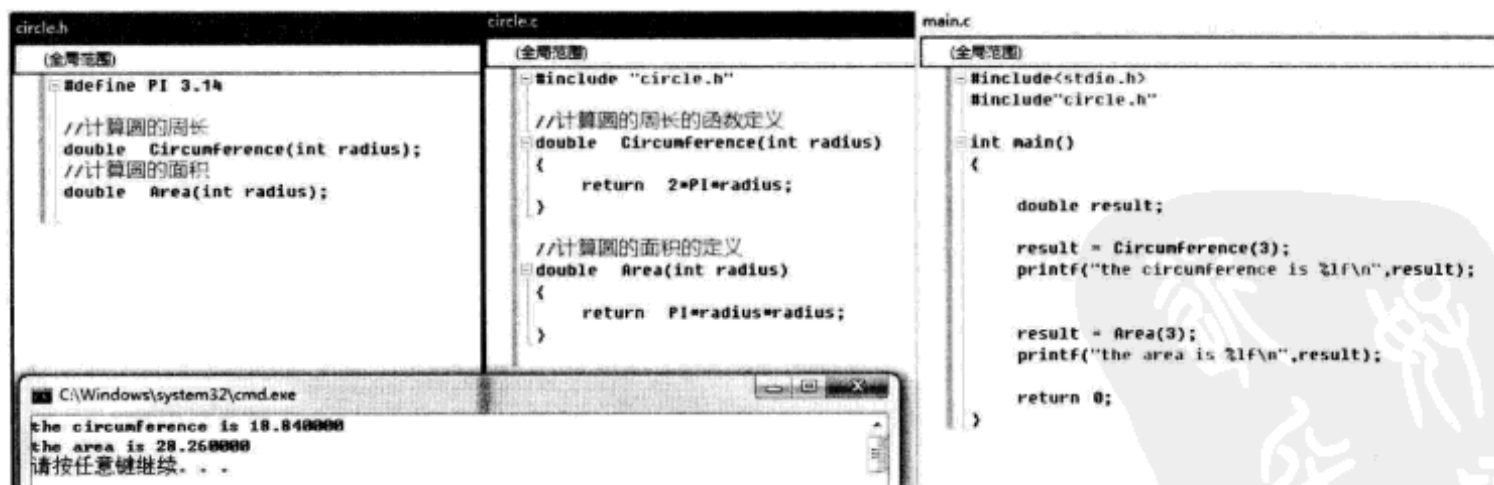 circle.h
(全局范围)
#define PI 3.14
//计算圆的周长
double Circumference(int radius);
//计算圆的面积
double Area(int radius);
circle.c
(全局范围)
#include "circle.h"
//计算圆的周长的函数定义
double Circumference(int radius)
{
return 2*PI*radius;
}
//计算圆的面积的定义
double Area(int radius)
{
return PI*radius*radius;
}
main.c
(全局范围)
#include<stdio.h>
#include"circle.h"
int main()
{
double result;
result = Circumference(3);
printf("the circumference is %lf\n",result);
result = Area(3);
printf("the area is %lf\n",result);
return 0;
}
C:\Windows\system32\cmd.exe
the circumference is 18.840000
the area is 28.260000
请按任意键继续. . .